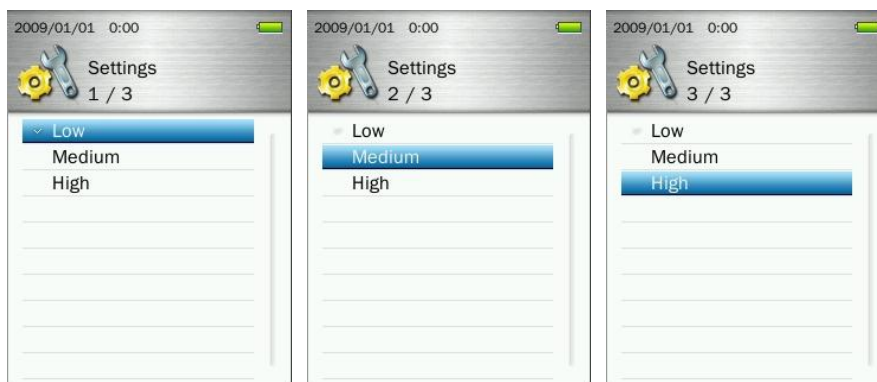 2009/01/01 0:00
Settings
1 / 3
Low
Medium
High
2009/01/01 0:00
Settings
2 / 3
Low
Medium
High
2009/01/01 0:00
Settings
3 / 3
Low
Medium
High